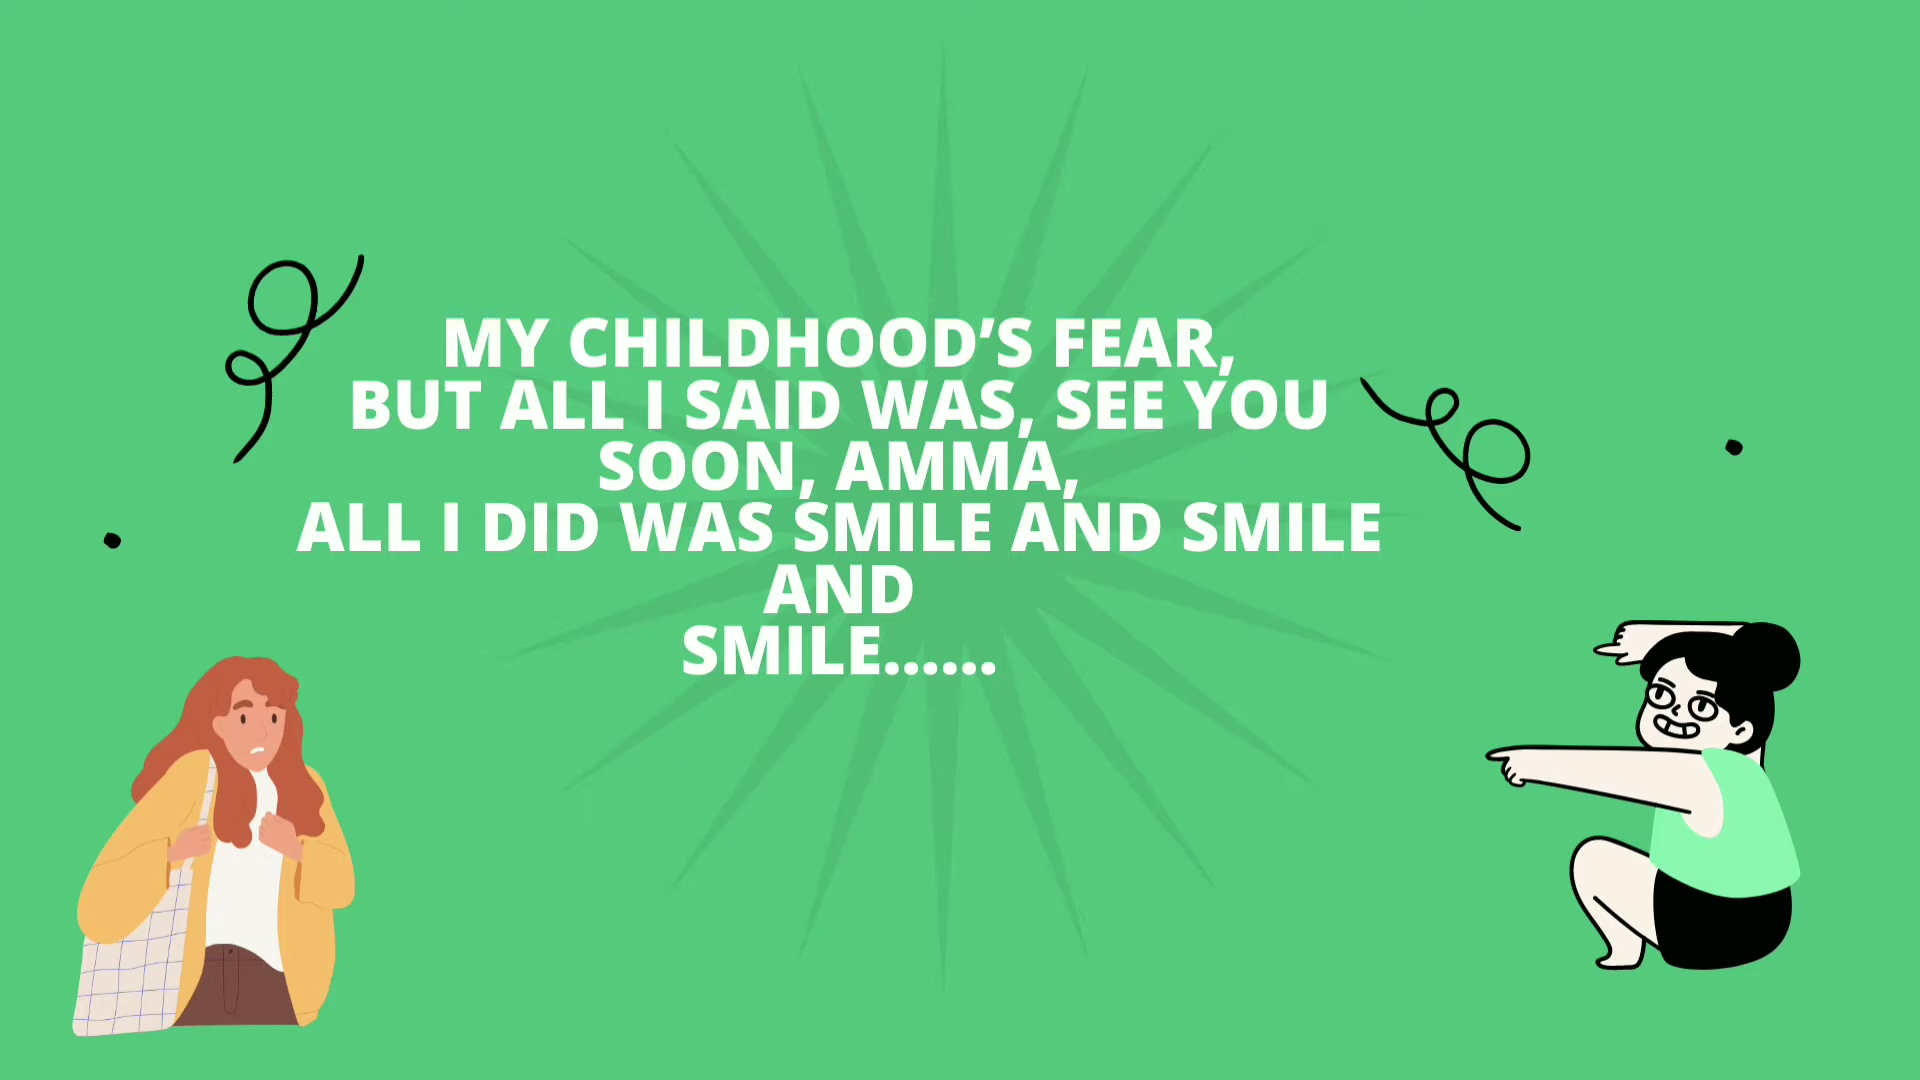 MY CHILDHOOD’S FEAR,
BUT ALL I SAID WAS, SEE YOU
SOON, AMMA,
ALL I DID WAS SMILE AND SMILE
AND
SMILE......